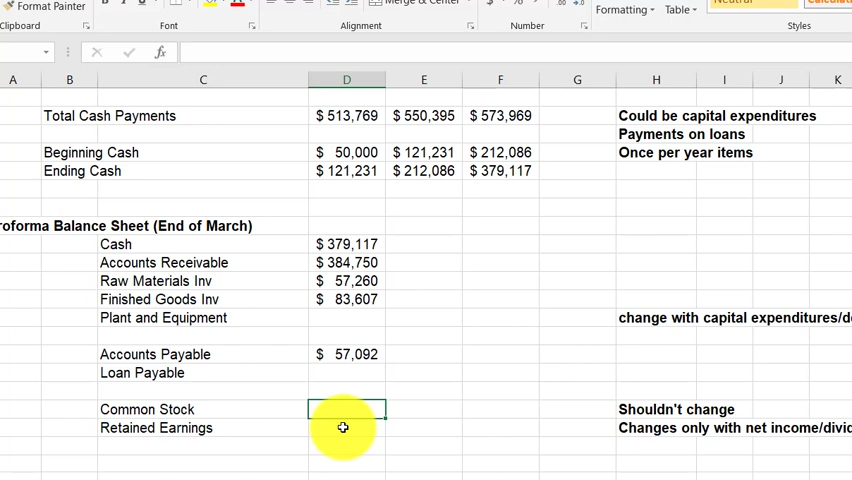 Format Painter
Merge & Center
Formatting
Table
Neutral
Clipboard
Font
Alignment
Number
Styles
fx
A B C D E F G H I J K
Total Cash Payments $ 513,769 $ 550,395 $ 573,969 Could be capital expenditures
Payments on loans
Beginning Cash $ 50,000 $ 121,231 $ 212,086 Once per year items
Ending Cash $ 121,231 $ 212,086 $ 379,117
roforma Balance Sheet (End of March)
Cash $ 379,117
Accounts Receivable $ 384,750
Raw Materials Inv $ 57,260
Finished Goods Inv $ 83,607
Plant and Equipment change with capital expenditures/de
Accounts Payable $ 57,092
Loan Payable
Common Stock Shouldn't change
Retained Earnings Changes only with net income/divid